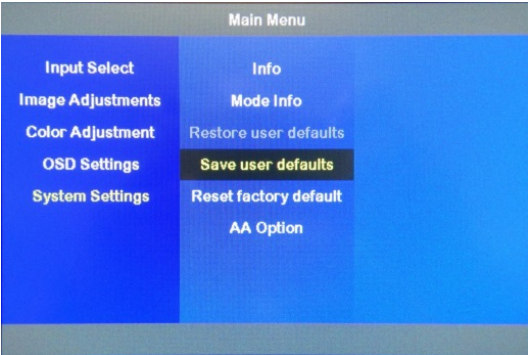 Main Menu
Input Select
Image Adjustments
Color Adjustment
OSD Settings
System Settings
Info
Mode Info
Restore user defaults
Save user defaults
Reset factory default
AA Option